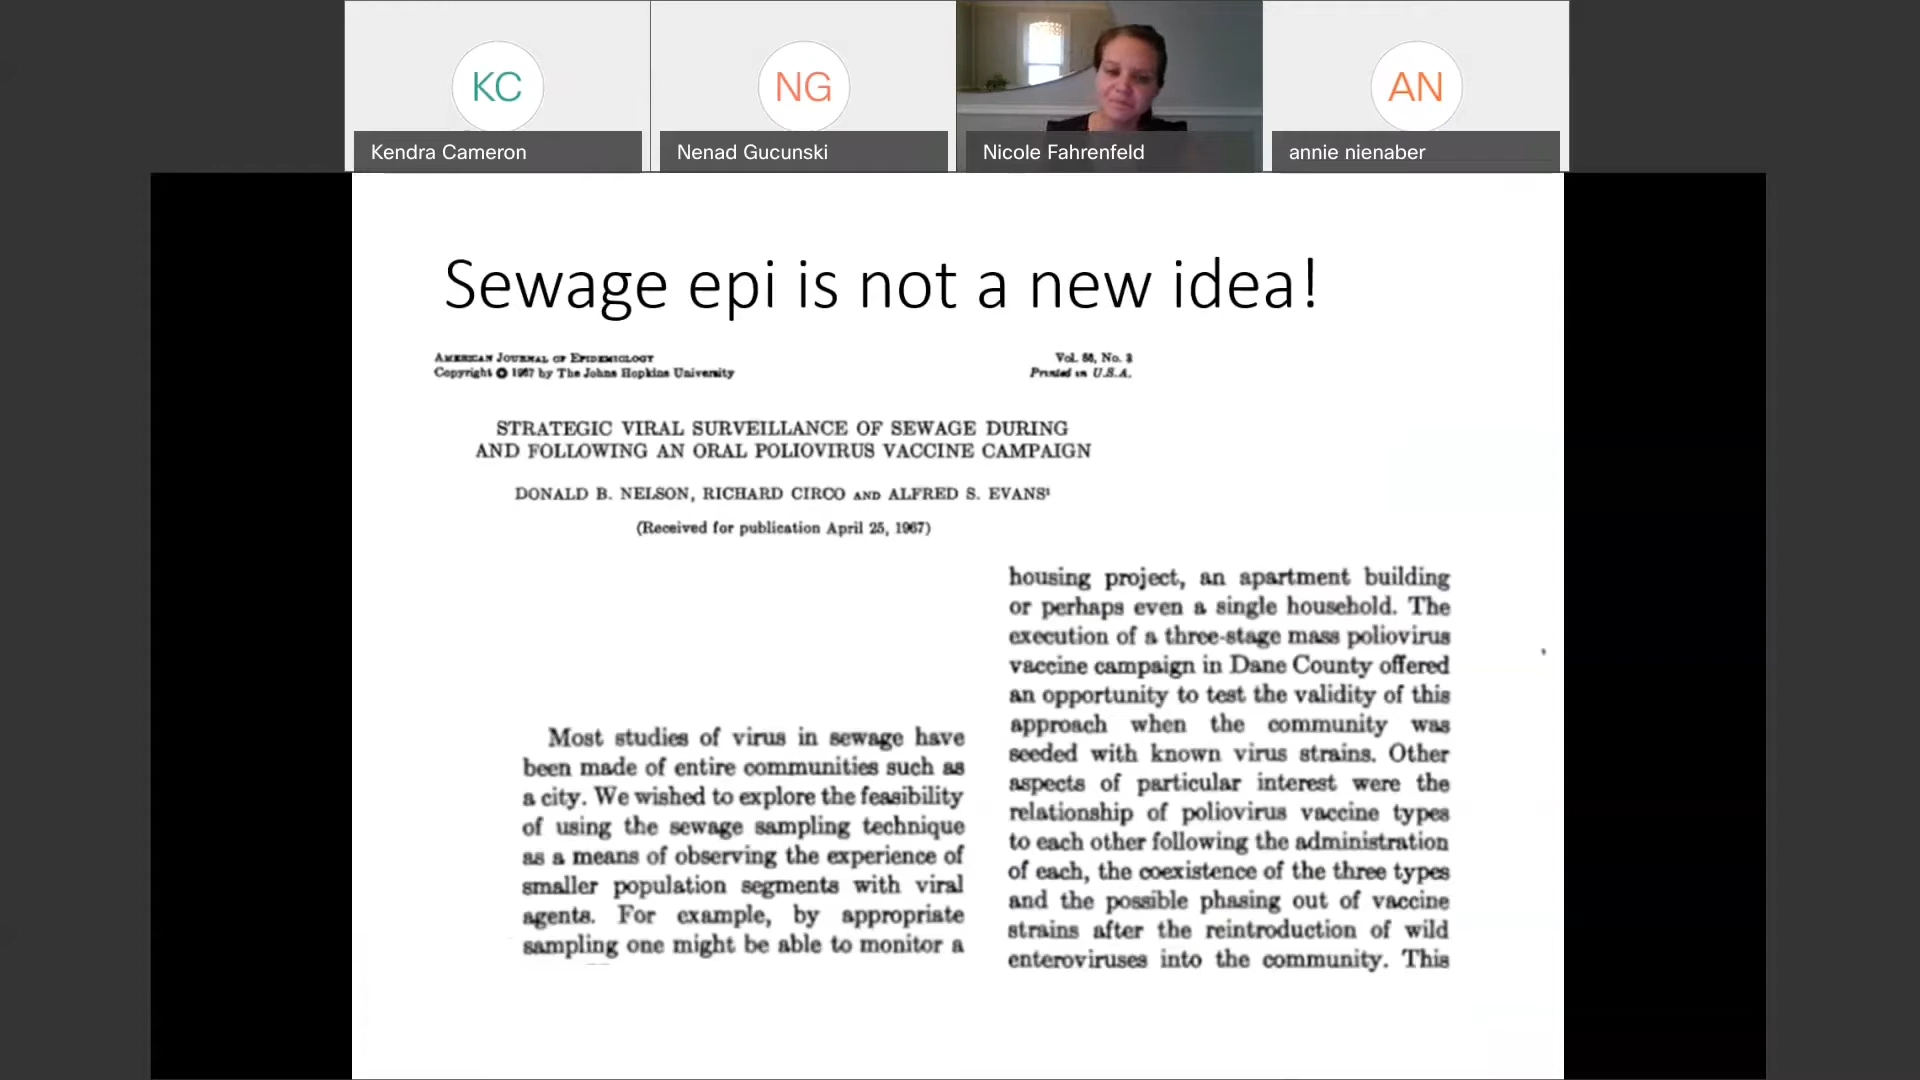 KC
NG
AN
Kendra Cameron
Nenad Gucunski
Nicole Fahrenfeld
annie nienaber
Sewage epi is not a new idea!
AMERICAN JOURNAL OF EPIDEMIOLOGY
Vol. 86, No. 3
Copyright © 1967 by The Johns Hopkins University
Printed in U.S.A.
STRATEGIC VIRAL SURVEILLANCE OF SEWAGE DURING
AND FOLLOWING AN ORAL POLIOVIRUS VACCINE CAMPAIGN
DONALD B. NELSON, RICHARD CIRCO AND ALFRED S. EVANS¹
(Received for publication April 25, 1967)
Most studies of virus in sewage have
been made of entire communities such as
a city. We wished to explore the feasibility
of using the sewage sampling technique
as a means of observing the experience of
smaller population segments with viral
agents. For example, by appropriate
sampling one might be able to monitor a
housing project, an apartment building
or perhaps even a single household. The
execution of a three-stage mass poliovirus
vaccine campaign in Dane County offered
an opportunity to test the validity of this
approach when the community was
seeded with known virus strains. Other
aspects of particular interest were the
relationship of poliovirus vaccine types
to each other following the administration
of each, the coexistence of the three types
and the possible phasing out of vaccine
strains after the reintroduction of wild
enteroviruses into the community. This